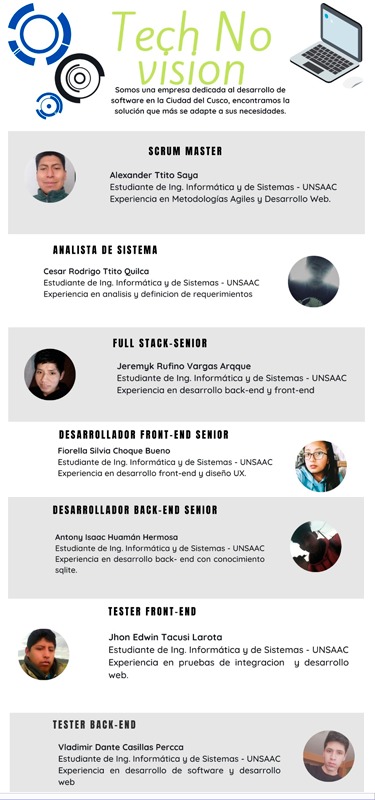 Tech No
vision
Somos una empresa dedicada al desarrollo de
software en la Ciudad del Cusco, encontramos la
solución que más se adapte a sus necesidades.
SCRUM MASTER
Alexander Ttito Saya
Estudiante de Ing. Informática y de Sistemas - UNSAAC
Experiencia en Metodologías Agiles y Desarrollo Web.
ANALISTA DE SISTEMA
Cesar Rodrigo Ttito Quilca
Estudiante de Ing. Informática y de Sistemas - UNSAAC
Experiencia en analisis y definicion de requerimientos
FULL STACK-SENIOR
Jeremyk Rufino Vargas Arqque
Estudiante de Ing. Informática y de Sistemas - UNSAAC
Experiencia en desarrollo back-end y front-end
DESARROLLADOR FRONT-END SENIOR
Fiorella Silvia Choque Bueno
Estudiante de Ing. Informática y de Sistemas - UNSAAC
Experiencia en desarrollo front-end y diseño UX.
DESARROLLADOR BACK-END SENIOR
Antony Isaac Huamán Hermosa
Estudiante de Ing. Informática y de Sistemas - UNSAAC
Experiencia en desarrollo back- end con conocimiento
sqlite.
TESTER FRONT-END
Jhon Edwin Tacusi Larota
Estudiante de Ing. Informática y de Sistemas - UNSAAC
Experiencia en pruebas de integracion y desarrollo
web.
TESTER BACK-END
Vladimir Dante Casillas Percca
Estudiante de Ing. Informática y de Sistemas - UNSAAC
Experiencia en desarrollo de software y desarrollo
web